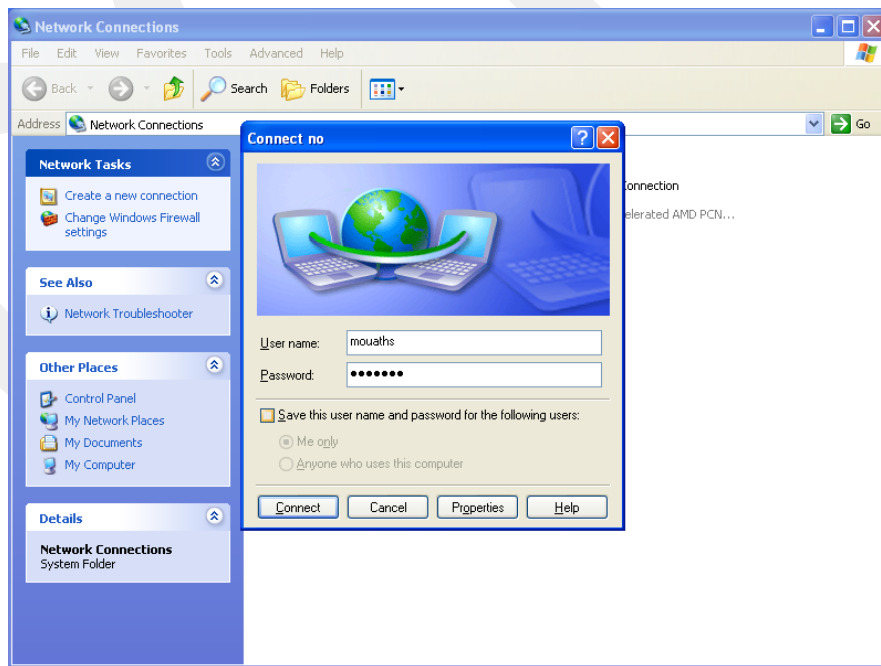 Network Connections
File Edit View Favorites Tools Advanced Help
Back Search Folders
Address Network Connections Go
Network Tasks
Create a new connection
Change Windows Firewall
settings
See Also
Network Troubleshooter
Other Places
Control Panel
My Network Places
My Documents
My Computer
Details
Network Connections
System Folder
Connect no
User name: mouaths
Password: •••••••
Save this user name and password for the following users:
Me only
Anyone who uses this computer
Connect Cancel Properties Help
Connection
elerated AMD PCN...